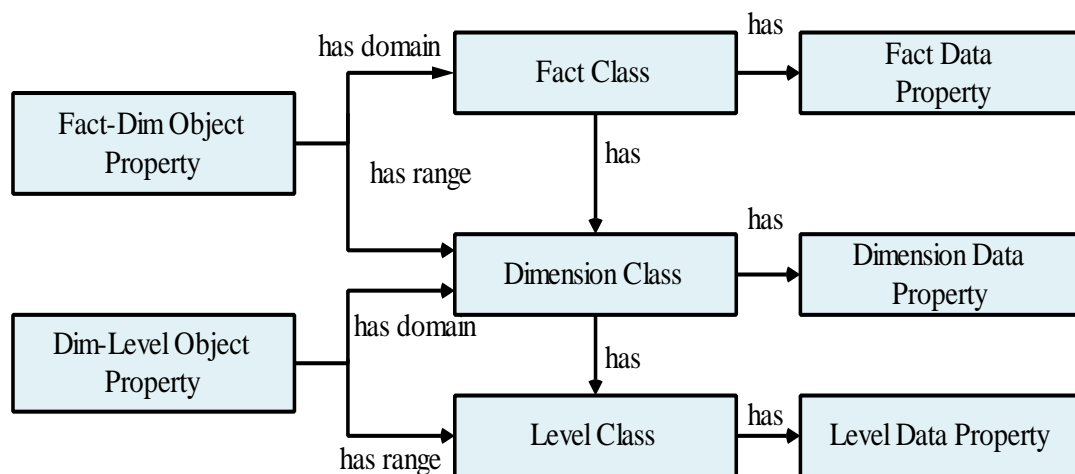 has domain
Fact Class
has
Fact Data
Property
Fact-Dim Object
Property
has
has range
Dimension Class
has
Dimension Data
Property
has domain
Dim-Level Object
Property
has
Level Class
has
Level Data Property
has range